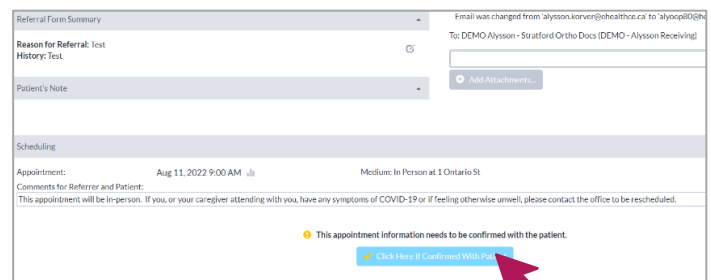 Referral Form Summary
Reason for Referral: Test
History: Test
Patient's Note
Email was changed from 'alysson.korver@ehealthce.ca' to 'alyoop80@
To: DEMO Alysson - Stratford Ortho Docs (DEMO - Alysson Receiving)
Add Attachments...
Scheduling
Appointment: Aug 11, 2022 9:00 AM Medium: In Person at 1 Ontario St
Comments for Referrer and Patient:
This appointment will be in-person. If you, or your caregiver attending with you, have any symptoms of COVID-19 or if feeling otherwise unwell, please contact the office to be rescheduled.
This appointment information needs to be confirmed with the patient.
Click Here If Confirmed With